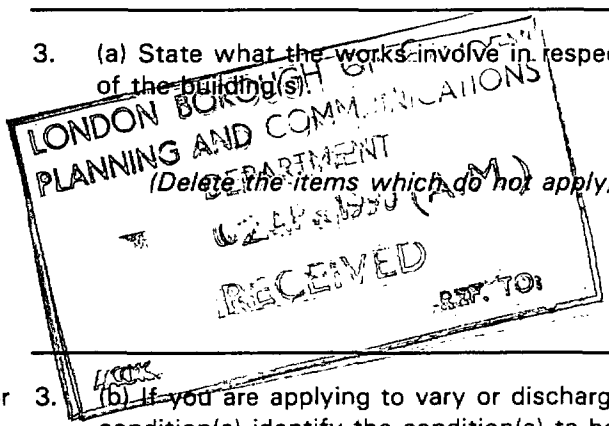 3. (a) State what the works involve in respec
of the building(s).
LONDON BOROUGH OF CAMDEN
PLANNING AND COMMUNICATIONS
DEPARTMENT
(Delete the items which do not apply
1990 (A.M.)
RECEIVED
REF. TO:
r 3. (b) If you are applying to vary or discharg
condition(s) identify the condition(s) to be